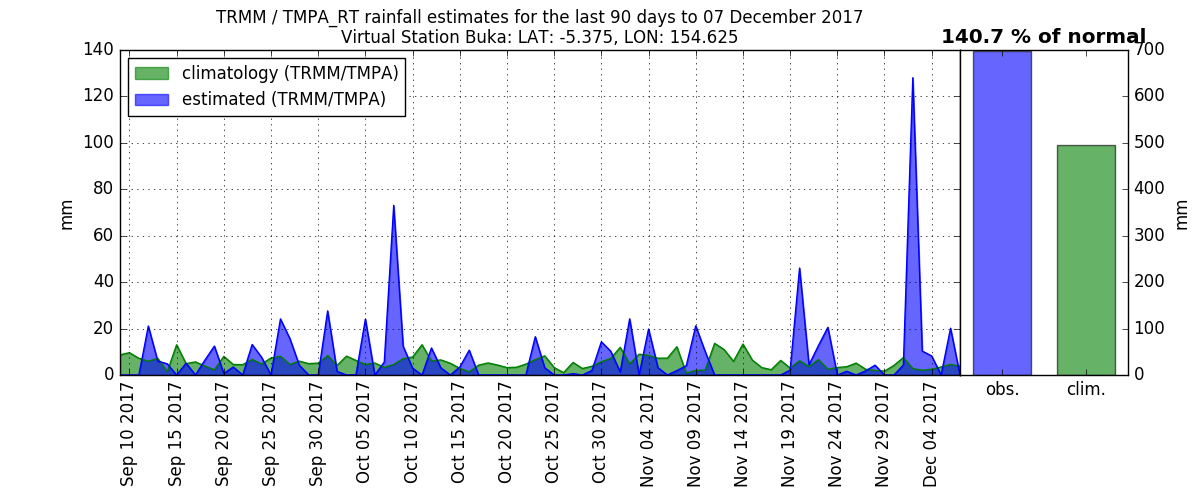 TRMM / TMPA_RT rainfall estimates for the last 90 days to 07 December 2017
Virtual Station Buka: LAT: -5.375, LON: 154.625
140.7 % of normal
climatology (TRMM/TMPA)
estimated (TRMM/TMPA)
140
120
100
80
60
40
20
0
mm
700
600
500
400
300
200
100
0
mm
Sep 10 2017
Sep 15 2017
Sep 20 2017
Sep 25 2017
Sep 30 2017
Oct 05 2017
Oct 10 2017
Oct 15 2017
Oct 20 2017
Oct 25 2017
Oct 30 2017
Nov 04 2017
Nov 09 2017
Nov 14 2017
Nov 19 2017
Nov 24 2017
Nov 29 2017
Dec 04 2017
obs.
clim.